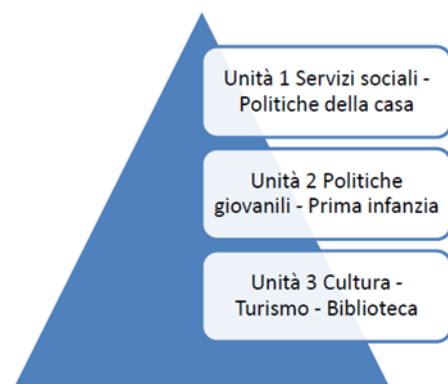 Unità 1 Servizi sociali -
Politiche della casa
Unità 2 Politiche
giovanili - Prima infanzia
Unità 3 Cultura -
Turismo - Biblioteca